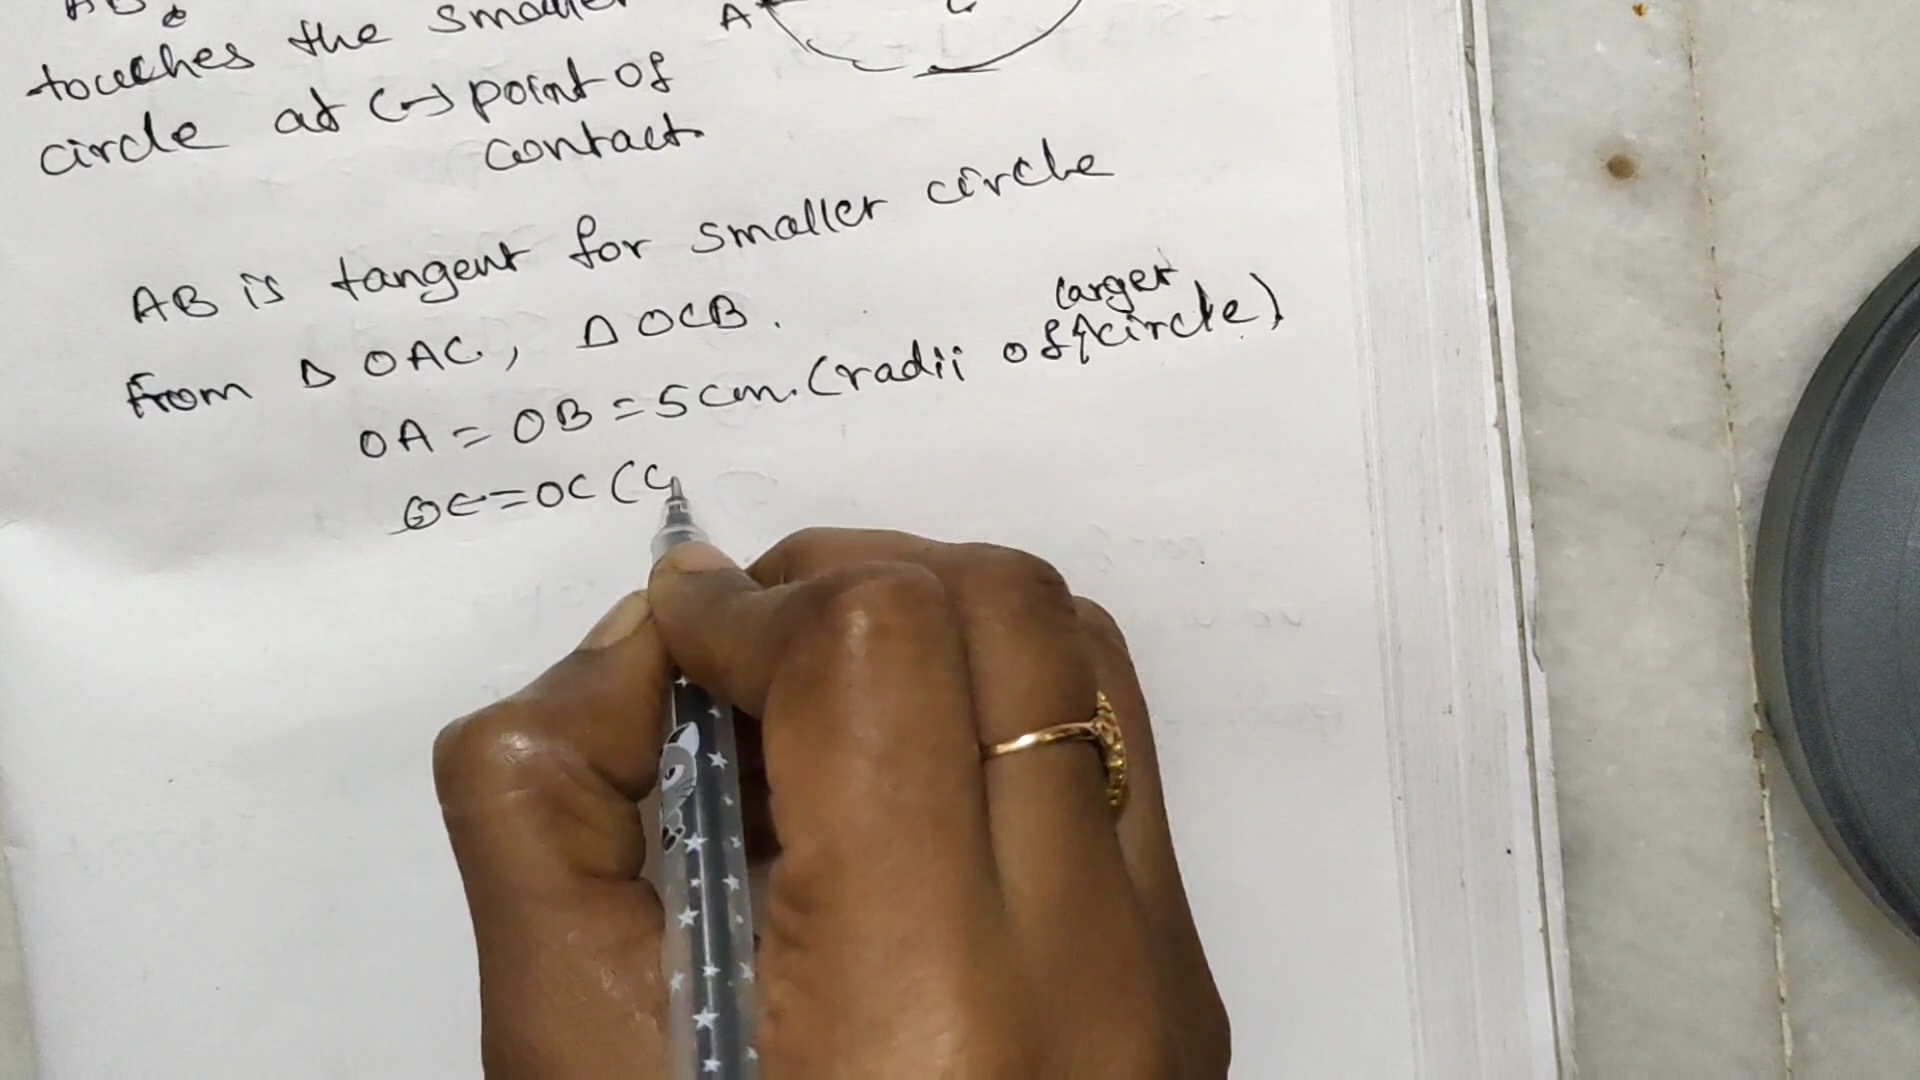 touches the smaller
A
circle at C → point of
contact.
AB is tangent for smaller circle
From Δ OAC, Δ OCB.
OA = OB = 5cm. (radii of larger circle)
OC = OC (C